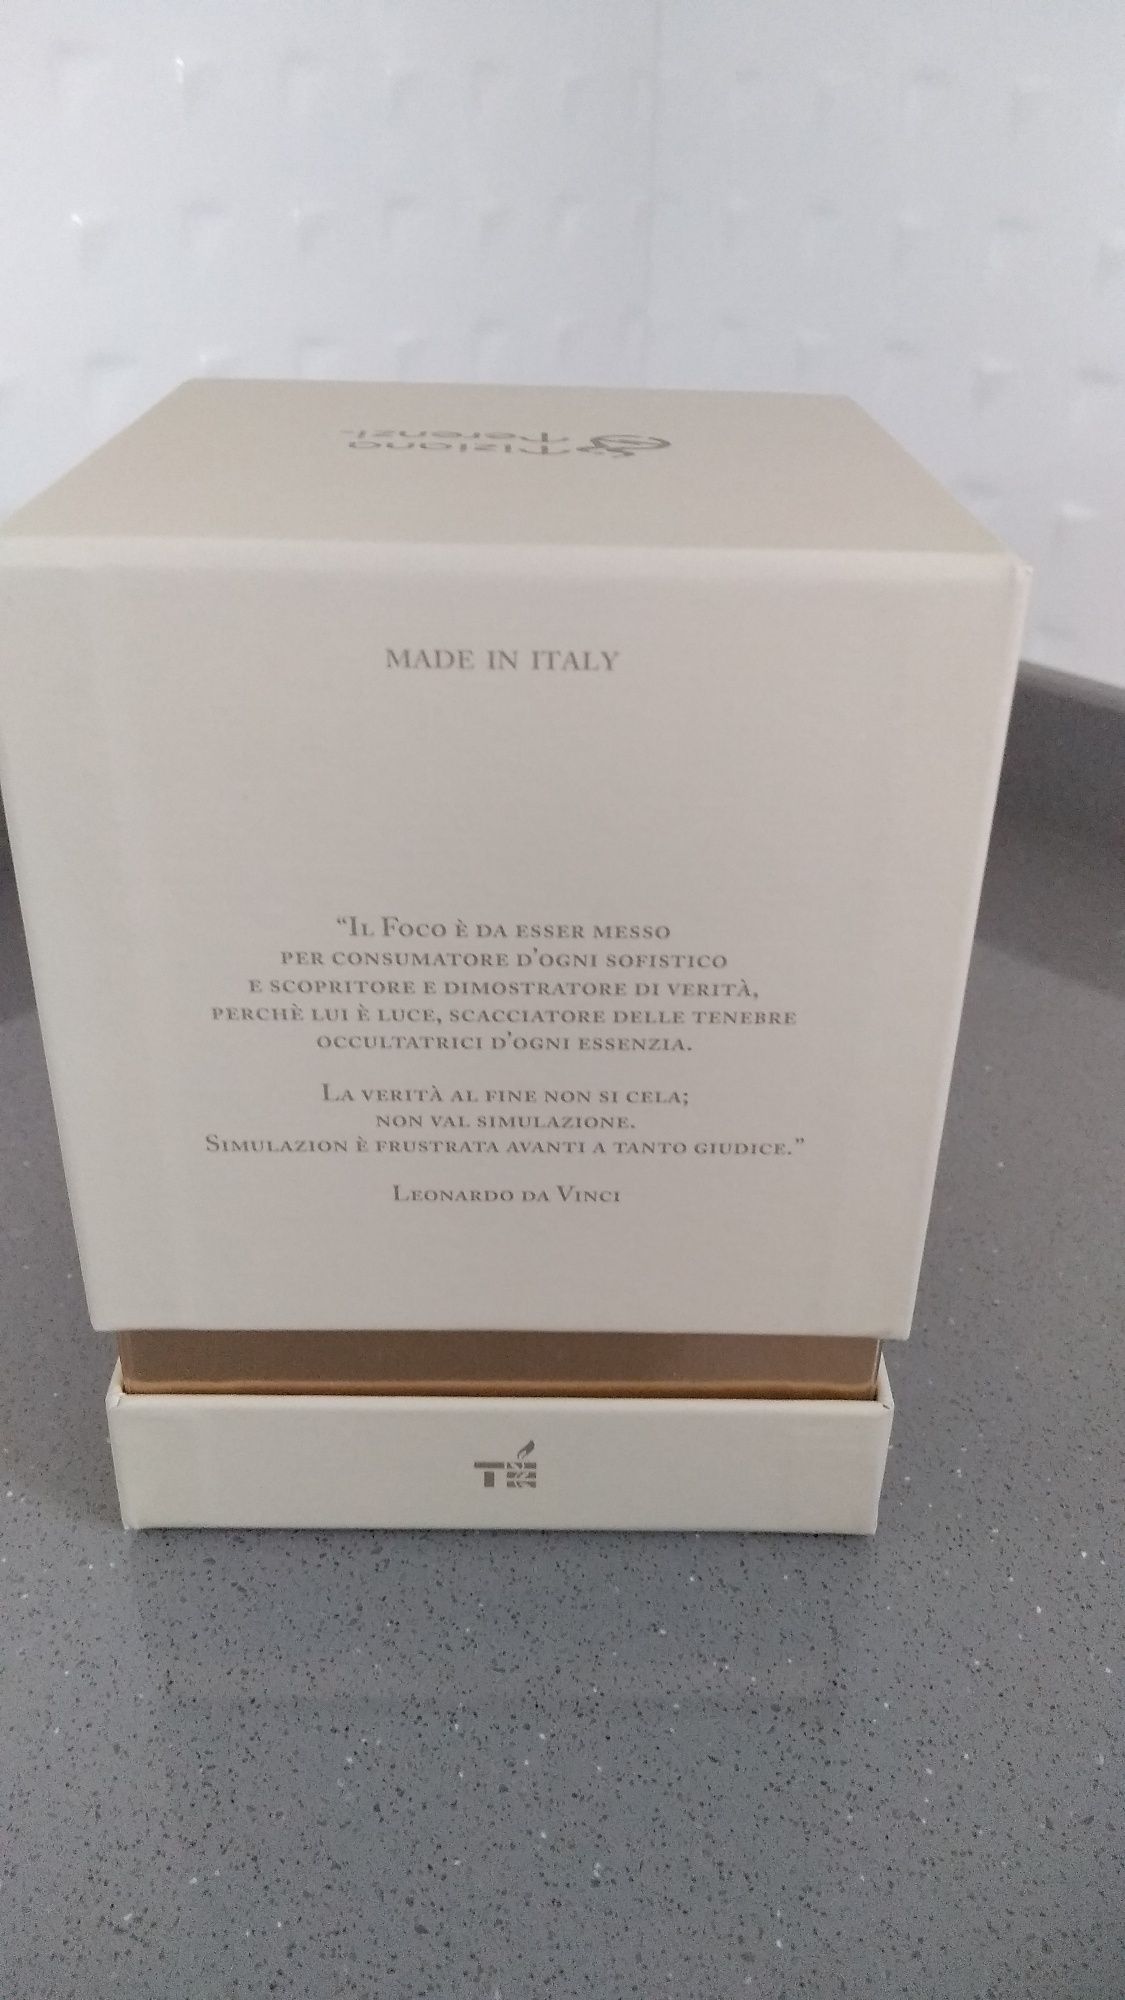 Tiziana
Terenzi
MADE IN ITALY
“Il Foco è da esser messo
per consumatore d’ogni sofistico
e scopritore e dimostratore di verità,
perchè lui è luce, scacciatore delle tenebre
occultatrici d’ogni essenzia.
La verità al fine non si cela;
non val simulazione.
Simulazion è frustrata avanti a tanto giudice.”
Leonardo da Vinci